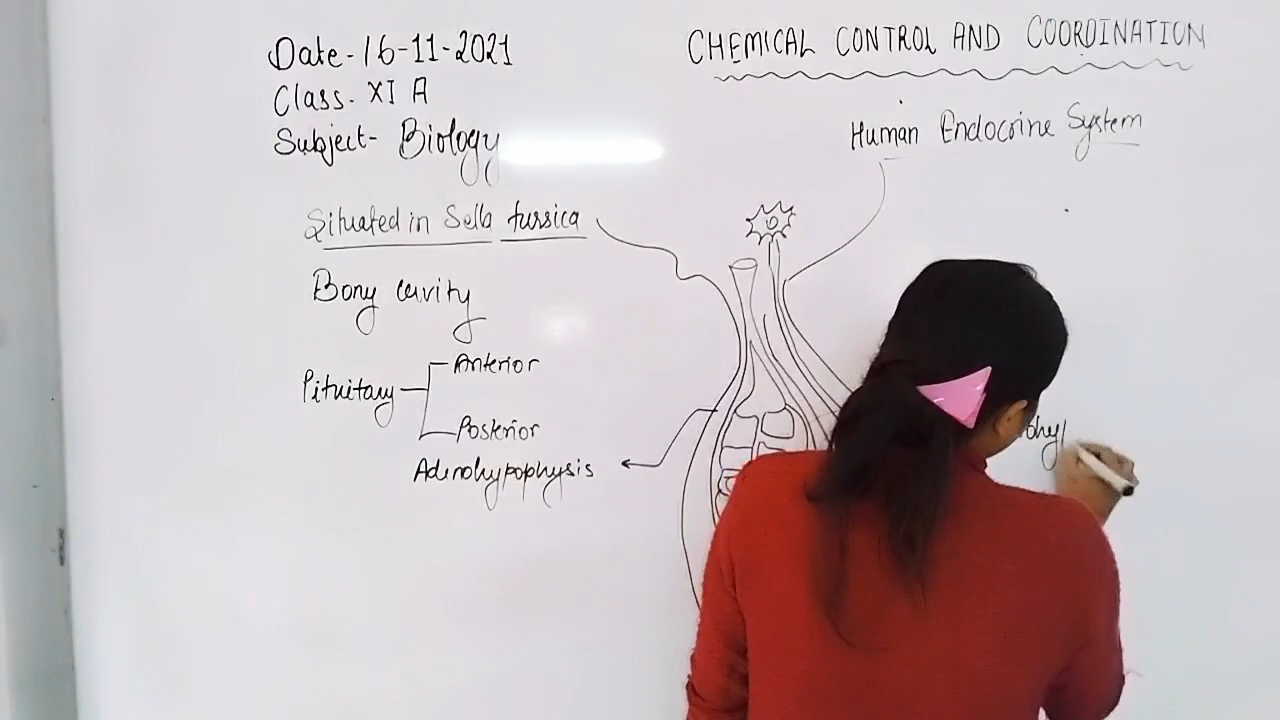 Date-16-11-2021
Class- XI A
Subject- Biology
CHEMICAL CONTROL AND COORDINATION
Human Endocrine System
Situated in Sella tursica
Bony cavity
Pituitary
Anterior
Posterior
Adenohypophysis